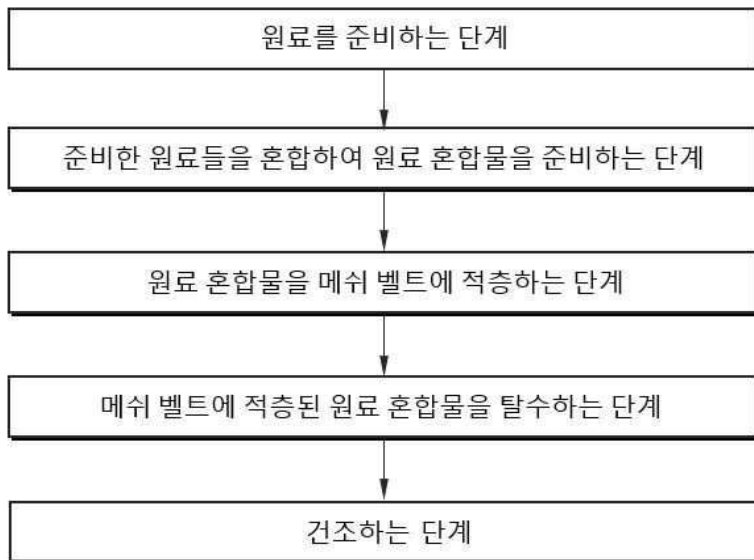 원료를 준비하는 단계
준비한 원료들을 혼합하여 원료 혼합물을 준비하는 단계
원료 혼합물을 메쉬 벨트에 적층하는 단계
메쉬 벨트에 적층된 원료 혼합물을 탈수하는 단계
건조하는 단계